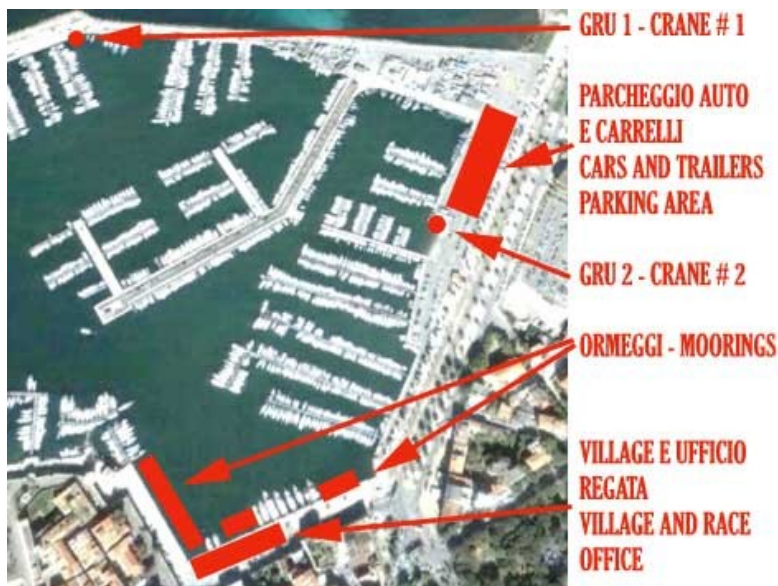 GRU 1 - CRANE # 1
PARCHEGGIO AUTO
E CARRELLI
CARS AND TRAILERS
PARKING AREA
GRU 2 - CRANE # 2
ORMEGGI - MOORINGS
VILLAGE E UFFICIO
REGATA
VILLAGE AND RACE
OFFICE